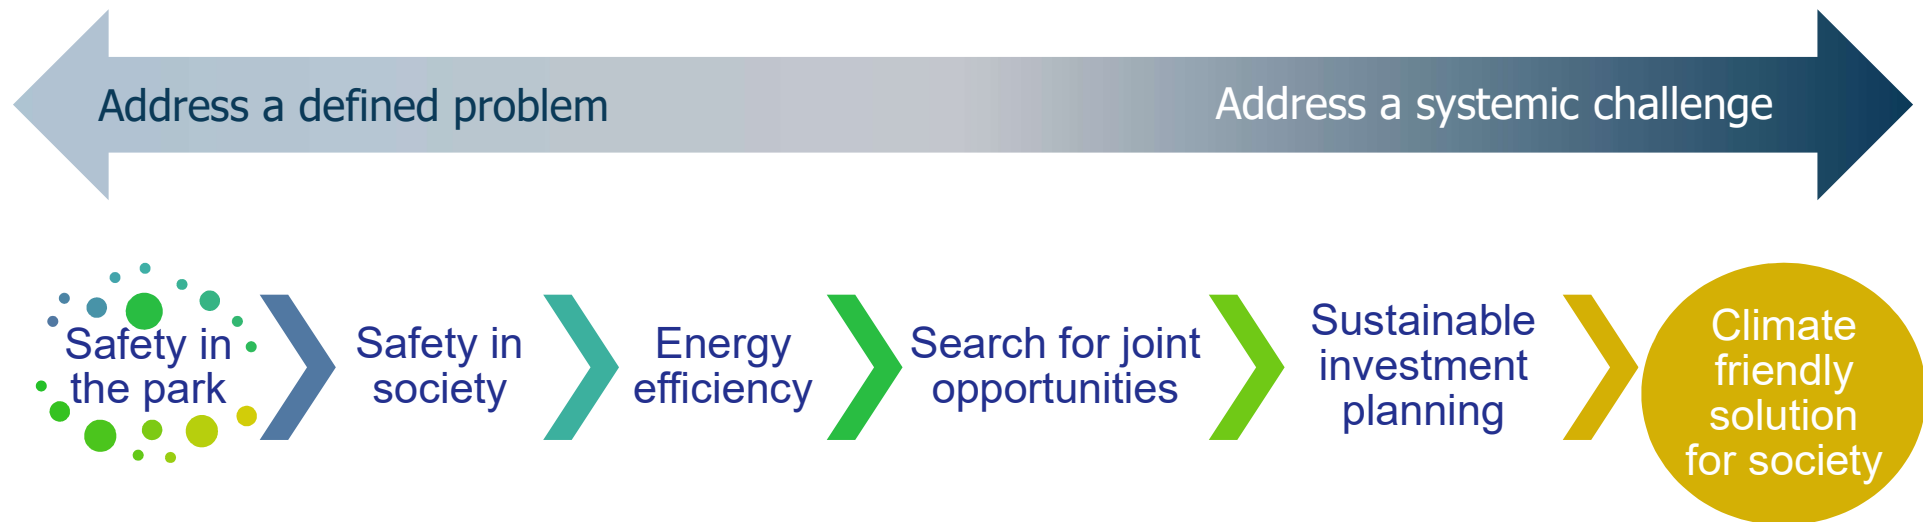 Address a defined problem
Address a systemic challenge
Safety in
the park
Safety in
society
Energy
efficiency
Search for joint
opportunities
Sustainable
investment
planning
Climate
friendly
solution
for society